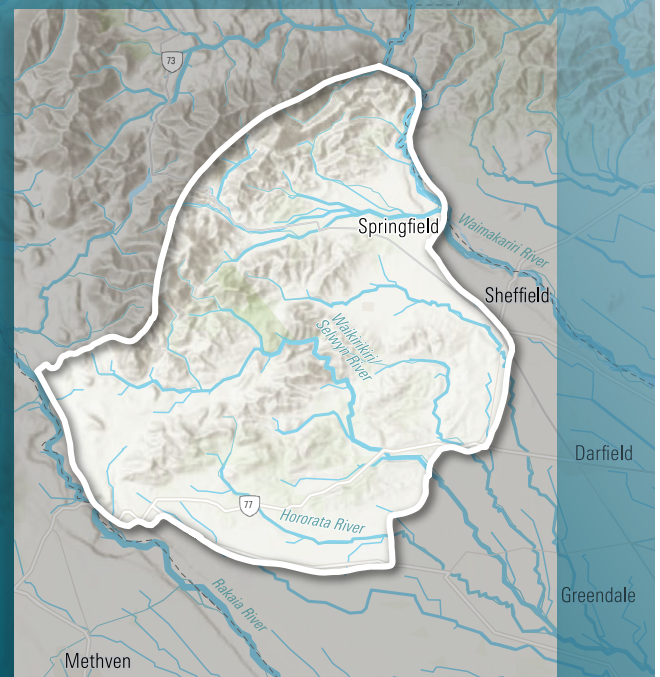 73
Springfield
Waimakariri River
Sheffield
Waikirikiri/
Selwyn River
Darfield
77
Hororata River
Rakaia River
Greendale
Methven